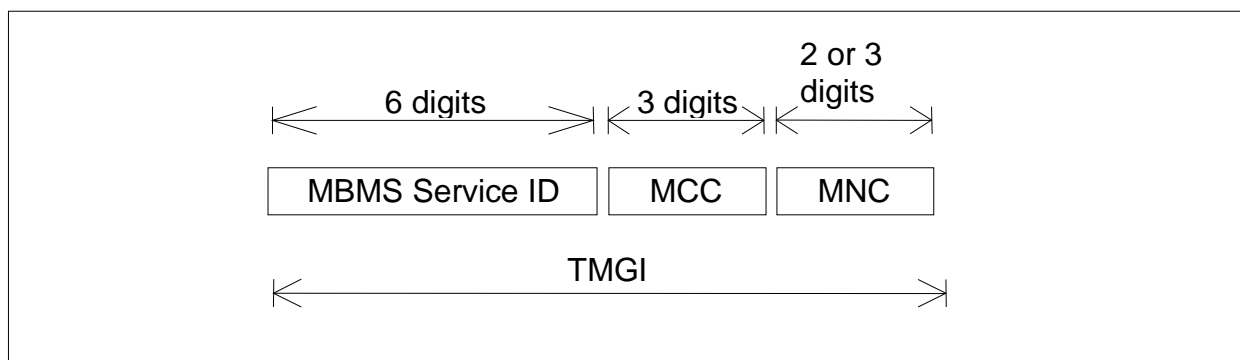 2 or 3
digits
6 digits
3 digits
MBMS Service ID
MCC
MNC
TMGI